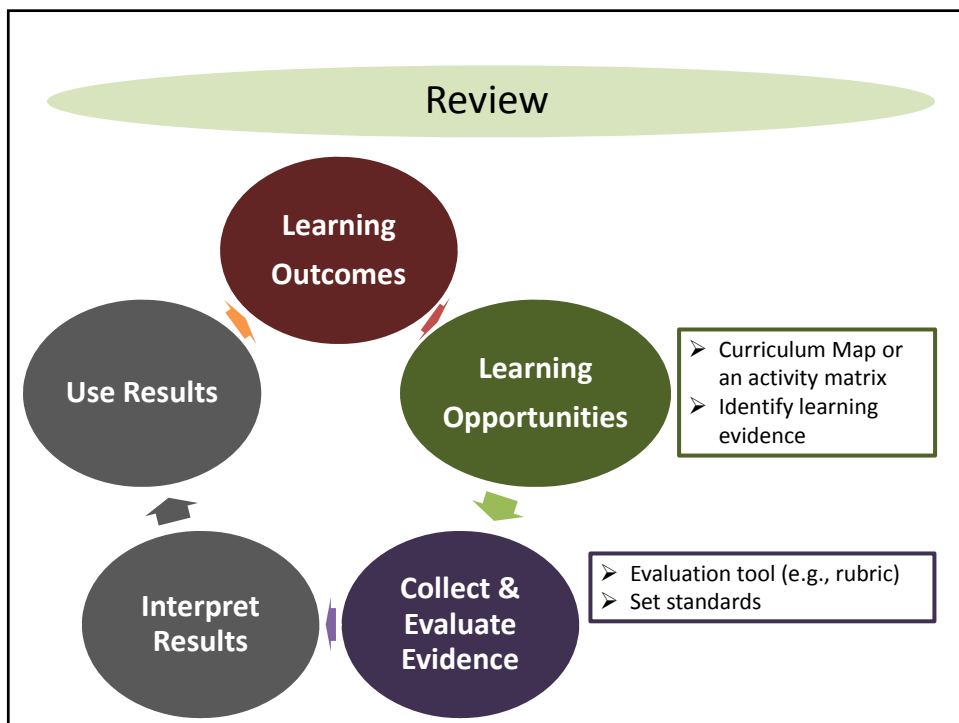 Review
Learning
Outcomes
Learning
Opportunities
➢ Curriculum Map or
an activity matrix
➢ Identify learning
evidence
Collect &
Evaluate
Evidence
➢ Evaluation tool (e.g., rubric)
➢ Set standards
Interpret
Results
Use Results